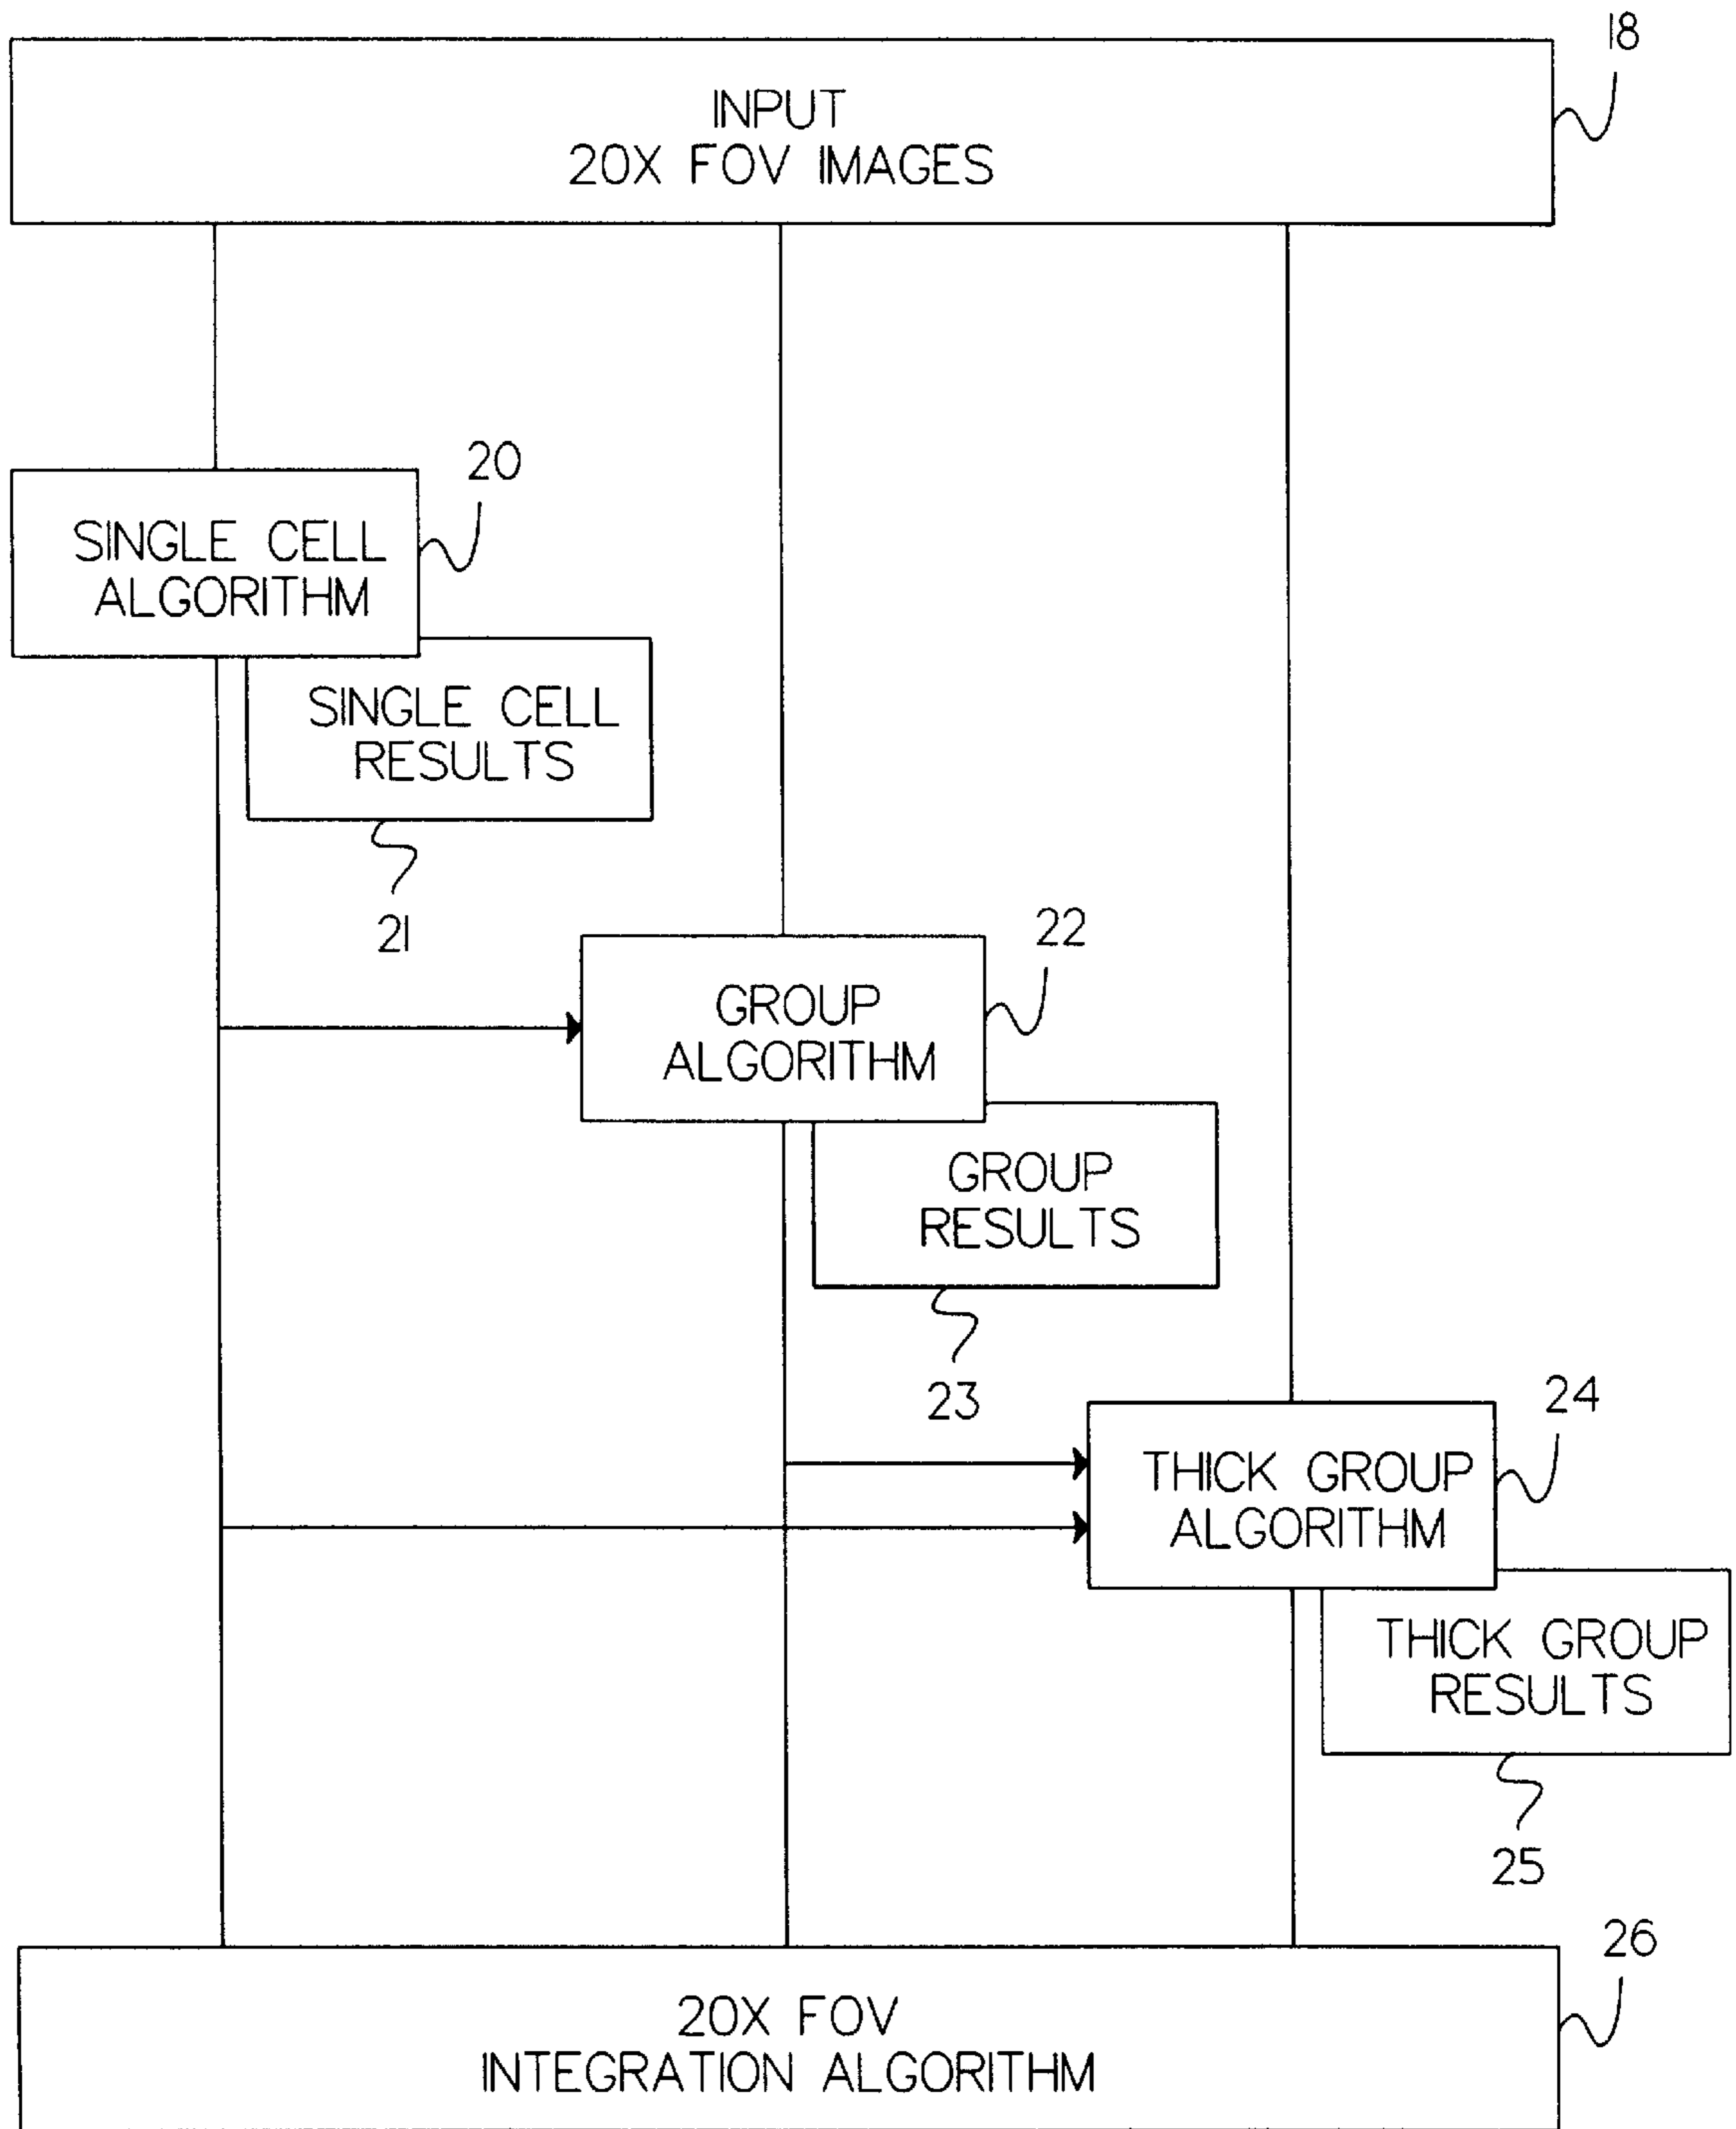 18
INPUT
20X FOV IMAGES
20
SINGLE CELL
ALGORITHM
SINGLE CELL
RESULTS
21
22
GROUP
ALGORITHM
GROUP
RESULTS
23
24
THICK GROUP
ALGORITHM
THICK GROUP
RESULTS
25
26
20X FOV
INTEGRATION ALGORITHM